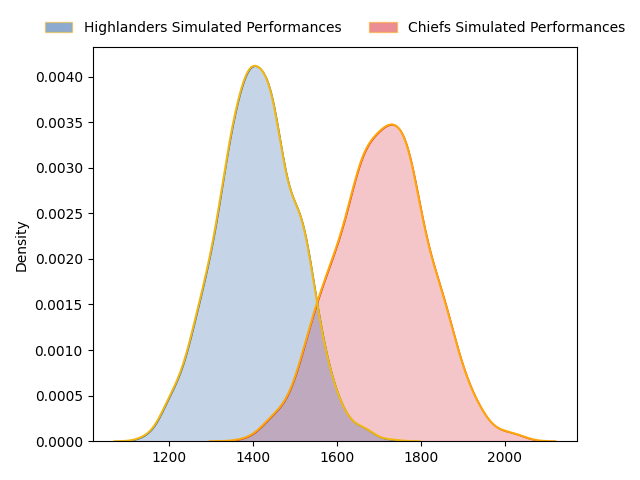 Highlanders Simulated Performances
Chiefs Simulated Performances
Density
0.0040
0.0035
0.0030
0.0025
0.0020
0.0015
0.0010
0.0005
0.0000
1200 1400 1600 1800 2000